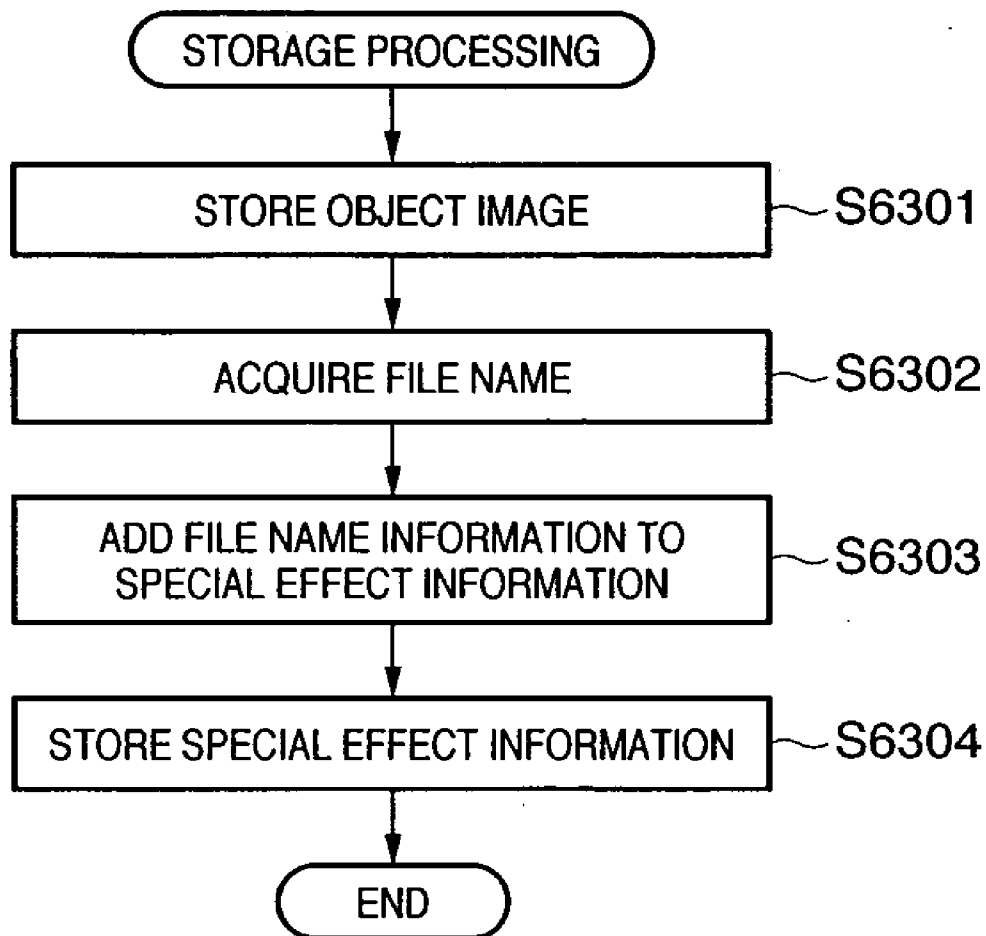 STORAGE PROCESSING
STORE OBJECT IMAGE
S6301
ACQUIRE FILE NAME
S6302
ADD FILE NAME INFORMATION TO
SPECIAL EFFECT INFORMATION
S6303
STORE SPECIAL EFFECT INFORMATION
S6304
END